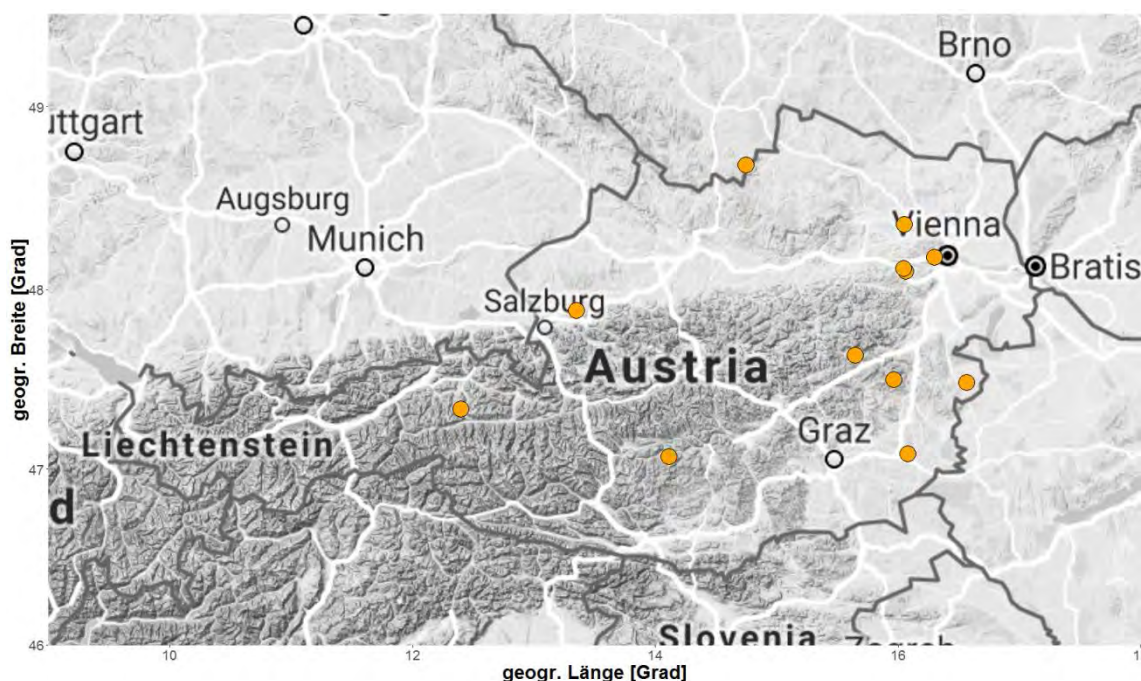 Brno
49
uttgart
Augsburg
Vienna
Munich
Bratis
48
Salzburg
Austria
Graz
Liechtenstein
47
d
Slovenia
46
10
12
14
16
1
geogr. Länge [Grad]
geogr. Breite [Grad]